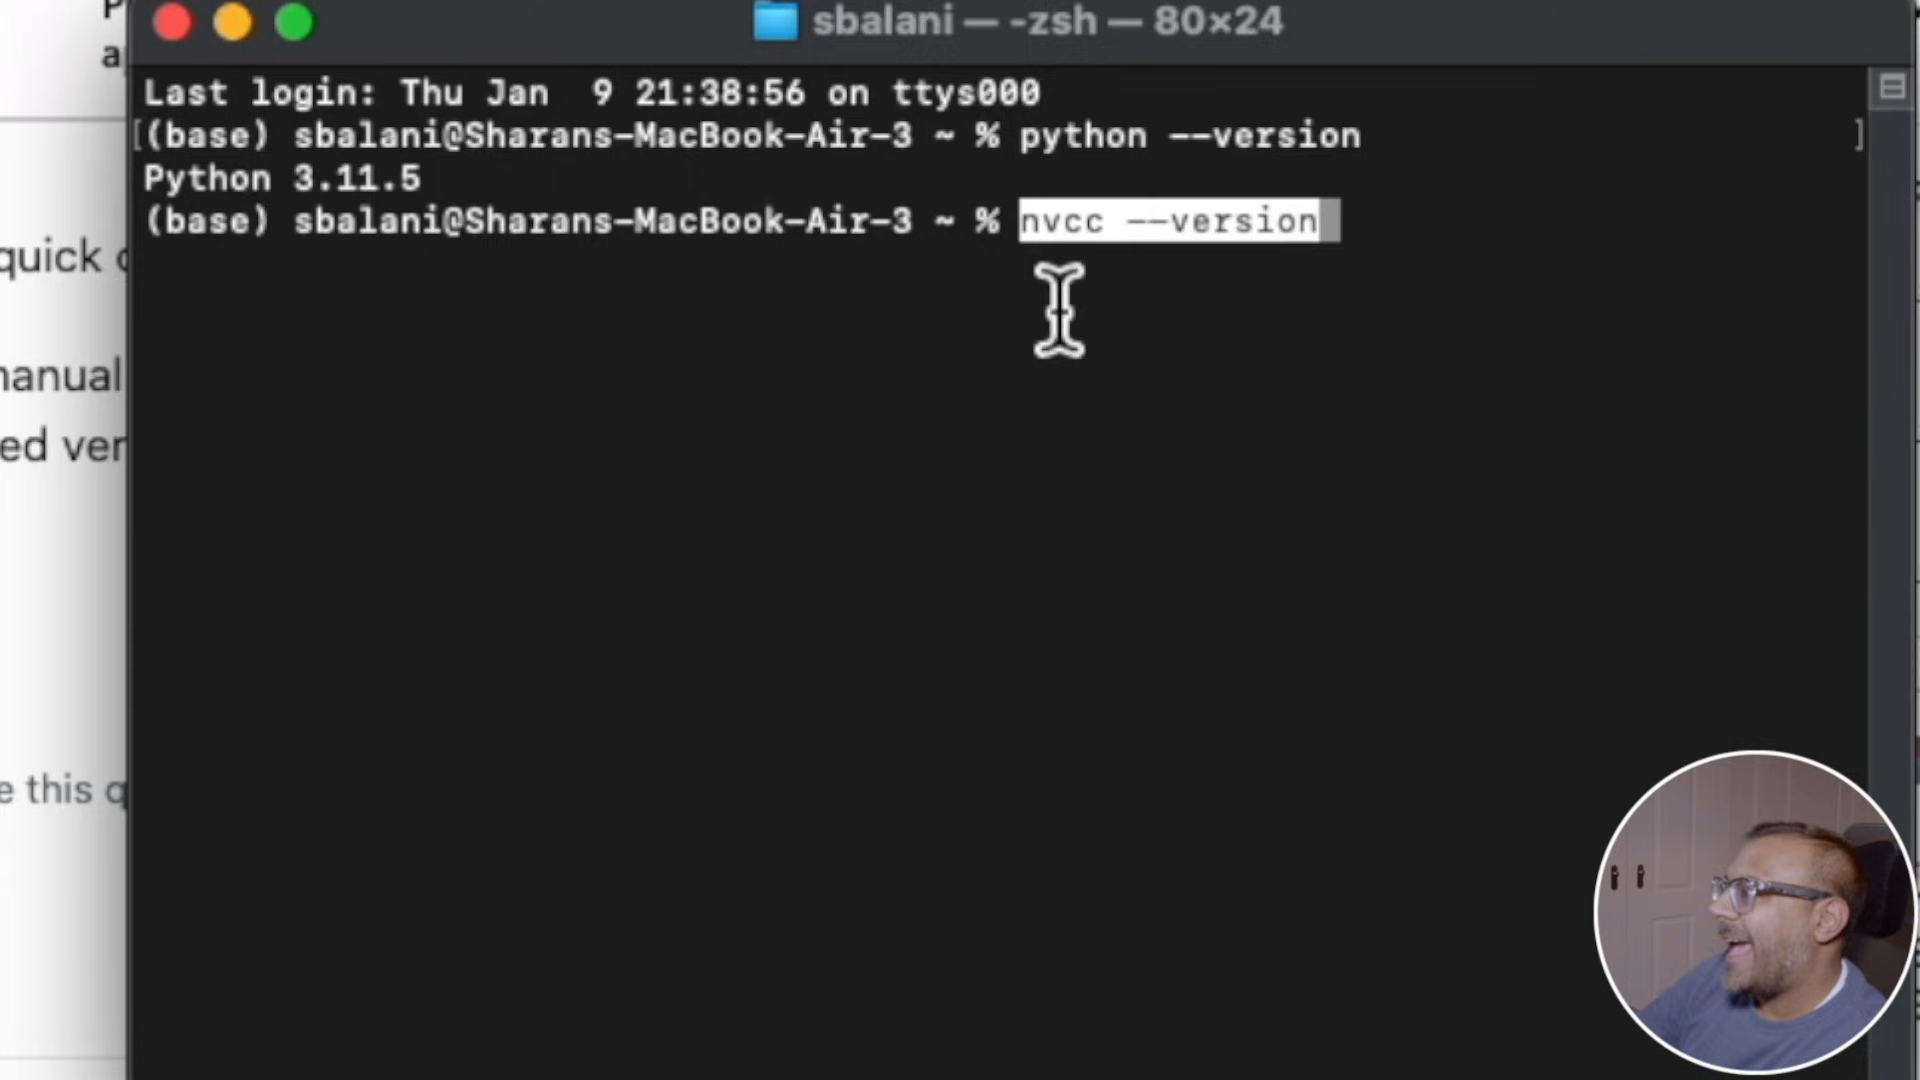 sbalani — -zsh — 80×24
Last login: Thu Jan  9 21:38:56 on ttys000
[(base) sbalani@Sharans-MacBook-Air-3 ~ % python --version ]
Python 3.11.5
(base) sbalani@Sharans-MacBook-Air-3 ~ % nvcc --version
quick
manual
ed ver
e this q